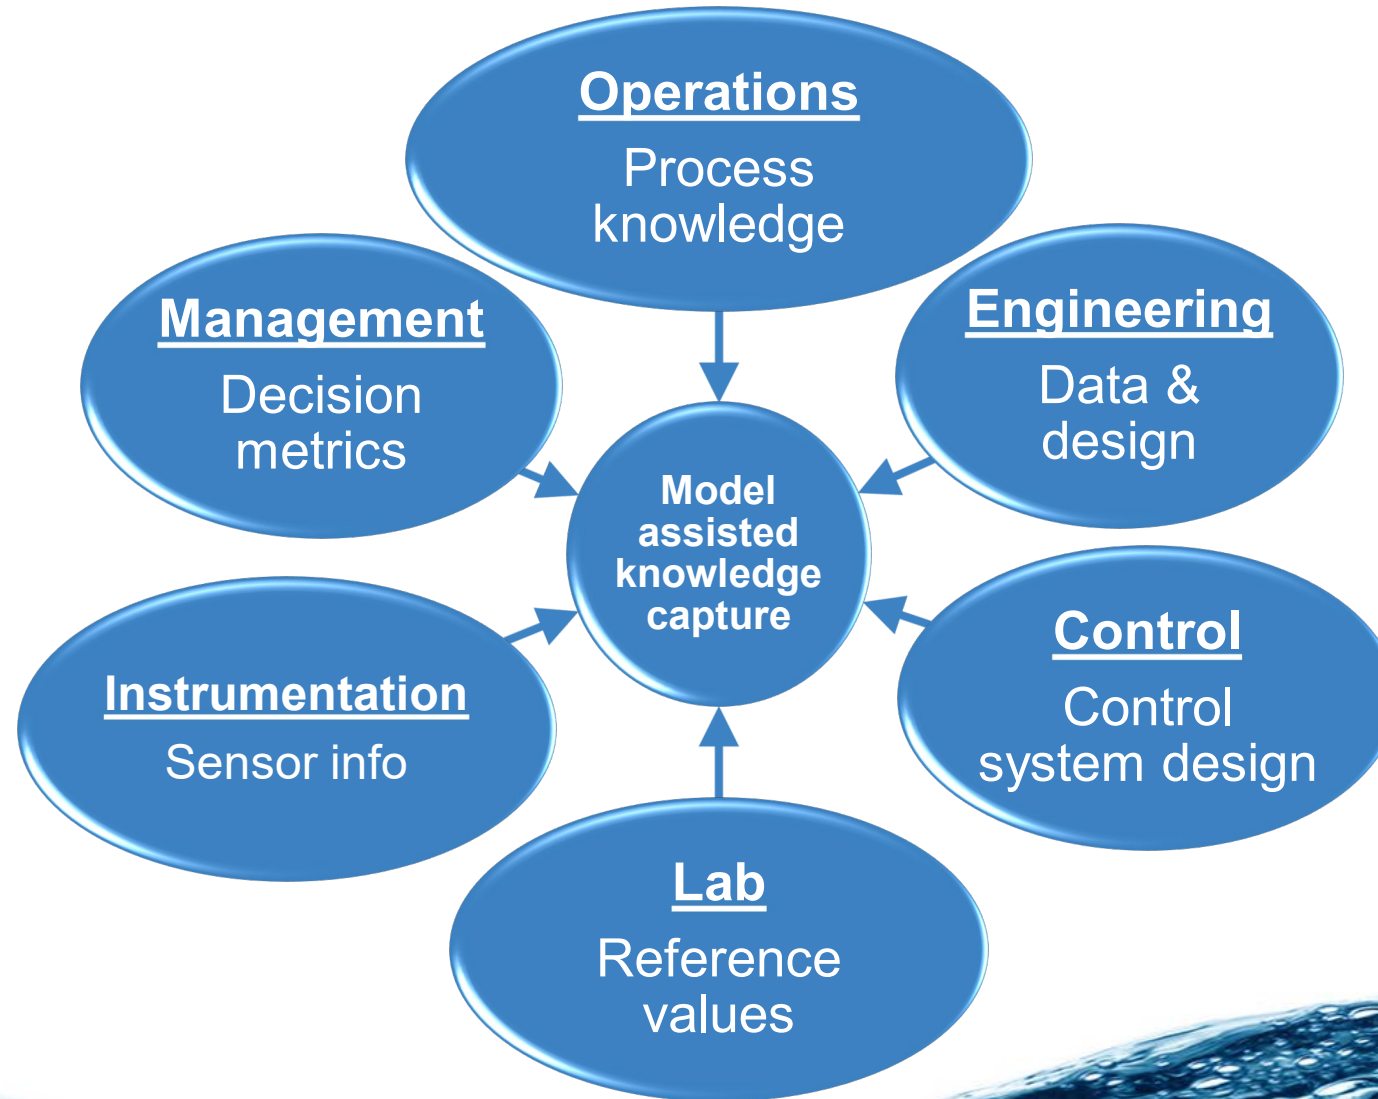 Operations
Process
knowledge
Management
Decision
metrics
Engineering
Data &
design
Model
assisted
knowledge
capture
Instrumentation
Sensor info
Control
Control
system design
Lab
Reference
values